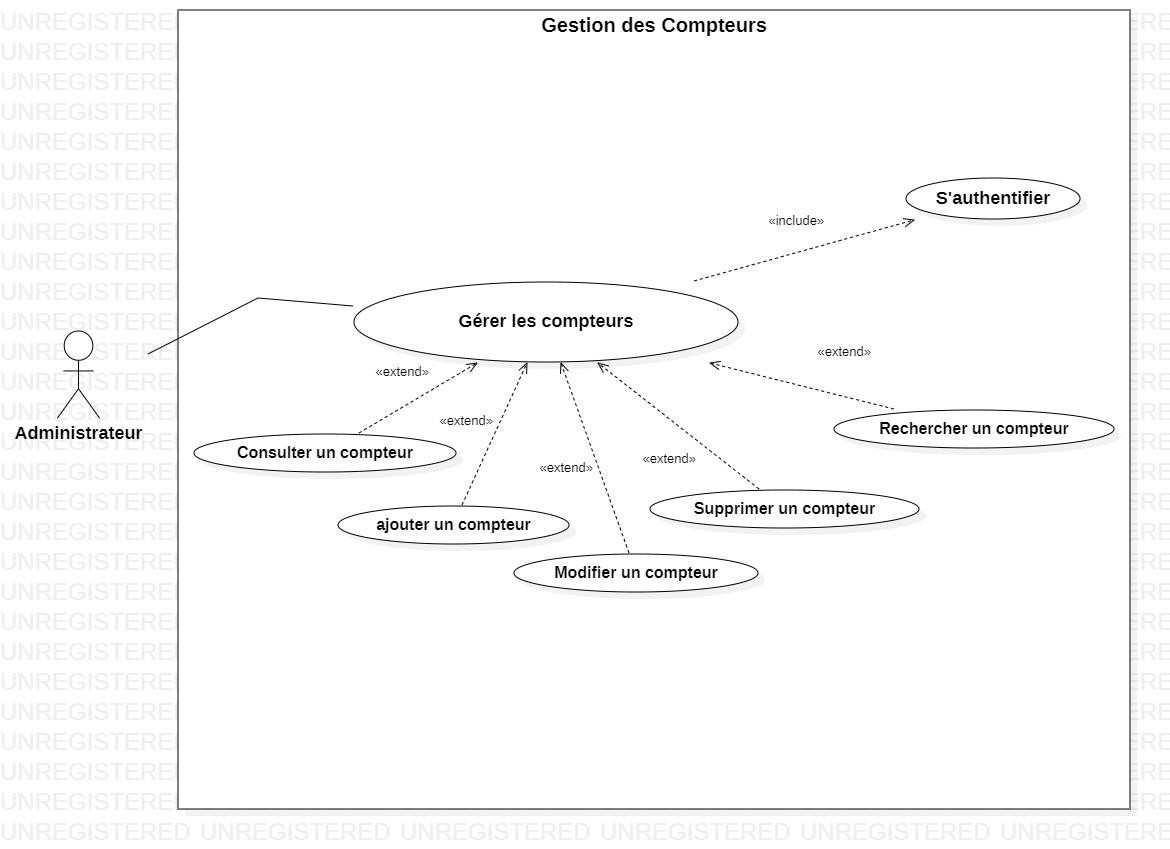 Gestion des Compteurs
S'authentifier
«include»
Gérer les compteurs
«extend»
«extend»
«extend»
«extend»
«extend»
Administrateur
Rechercher un compteur
Consulter un compteur
Supprimer un compteur
ajouter un compteur
Modifier un compteur
UNREGISTERED UNREGISTERED UNREGISTERED UNREGISTERED UNREGISTERED UNREGISTERE